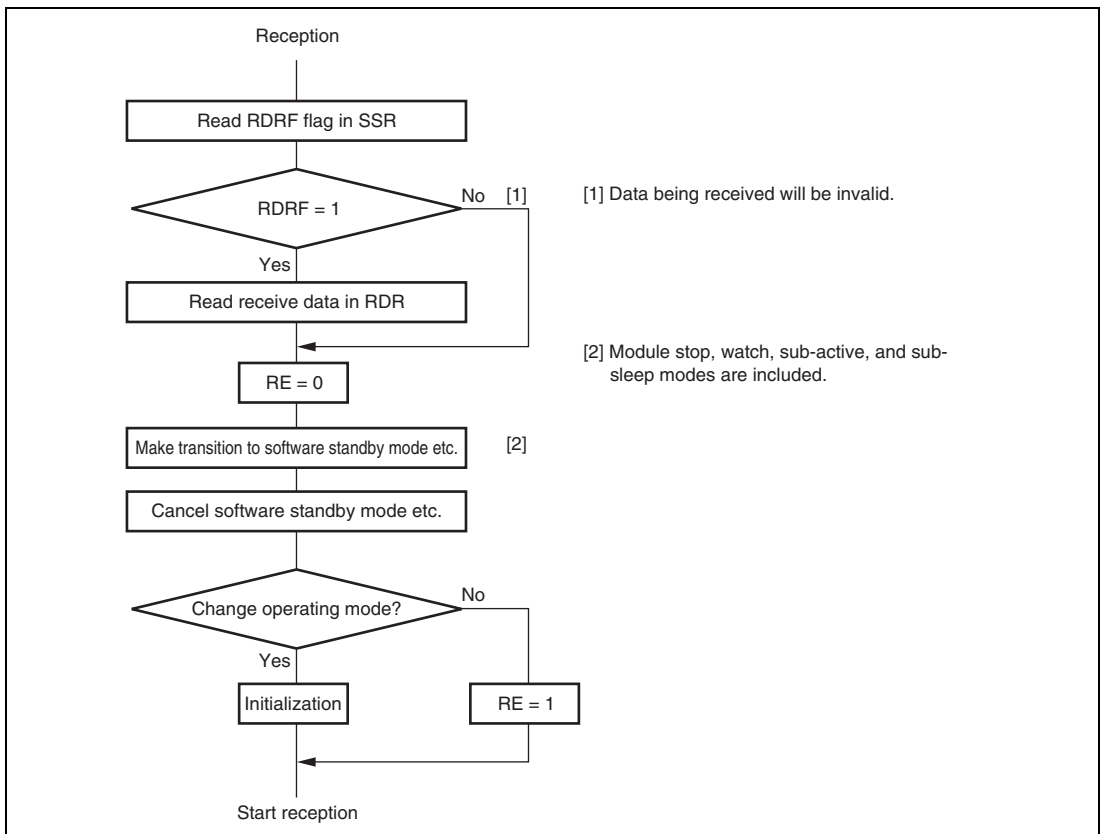 Reception
Read RDRF flag in SSR
RDRF = 1
No
[1]
[1] Data being received will be invalid.
Yes
Read receive data in RDR
[2] Module stop, watch, sub-active, and sub-
sleep modes are included.
RE = 0
Make transition to software standby mode etc.
[2]
Cancel software standby mode etc.
Change operating mode?
No
Yes
Initialization
RE = 1
Start reception